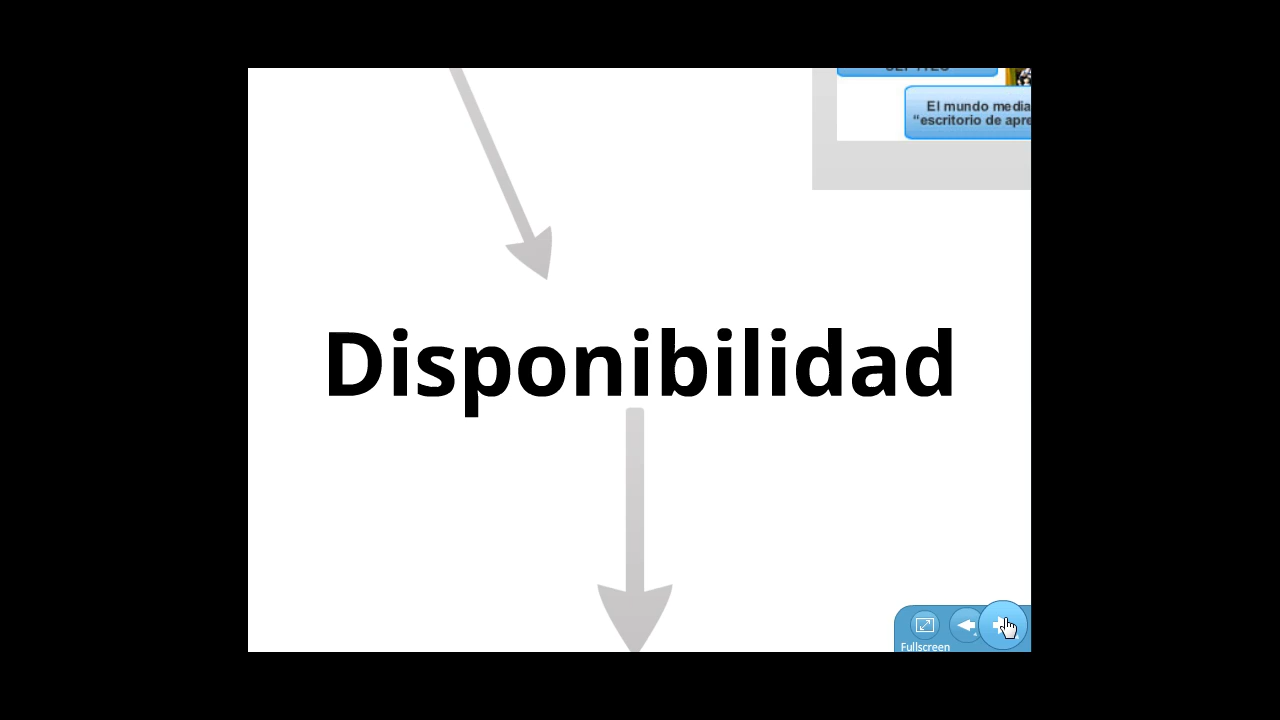 El mundo media
“escritorio de apre
Disponibilidad
Fullscreen